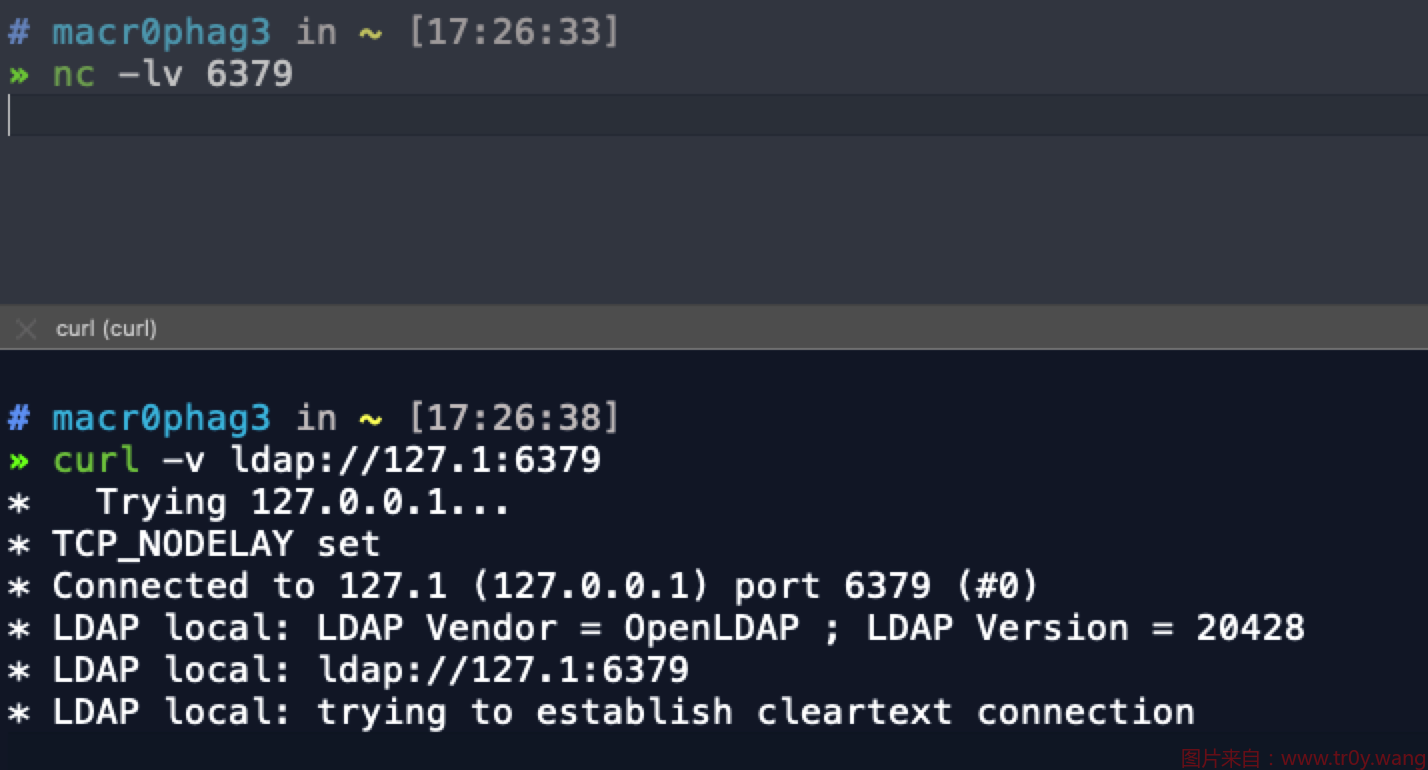 # macr0phag3 in ~ [17:26:33]
» nc -lv 6379
curl (curl)
# macr0phag3 in ~ [17:26:38]
» curl -v ldap://127.1:6379
*   Trying 127.0.0.1...
* TCP_NODELAY set
* Connected to 127.1 (127.0.0.1) port 6379 (#0)
* LDAP local: LDAP Vendor = OpenLDAP ; LDAP Version = 20428
* LDAP local: ldap://127.1:6379
* LDAP local: trying to establish cleartext connection
图片来自：www.tr0y.wang